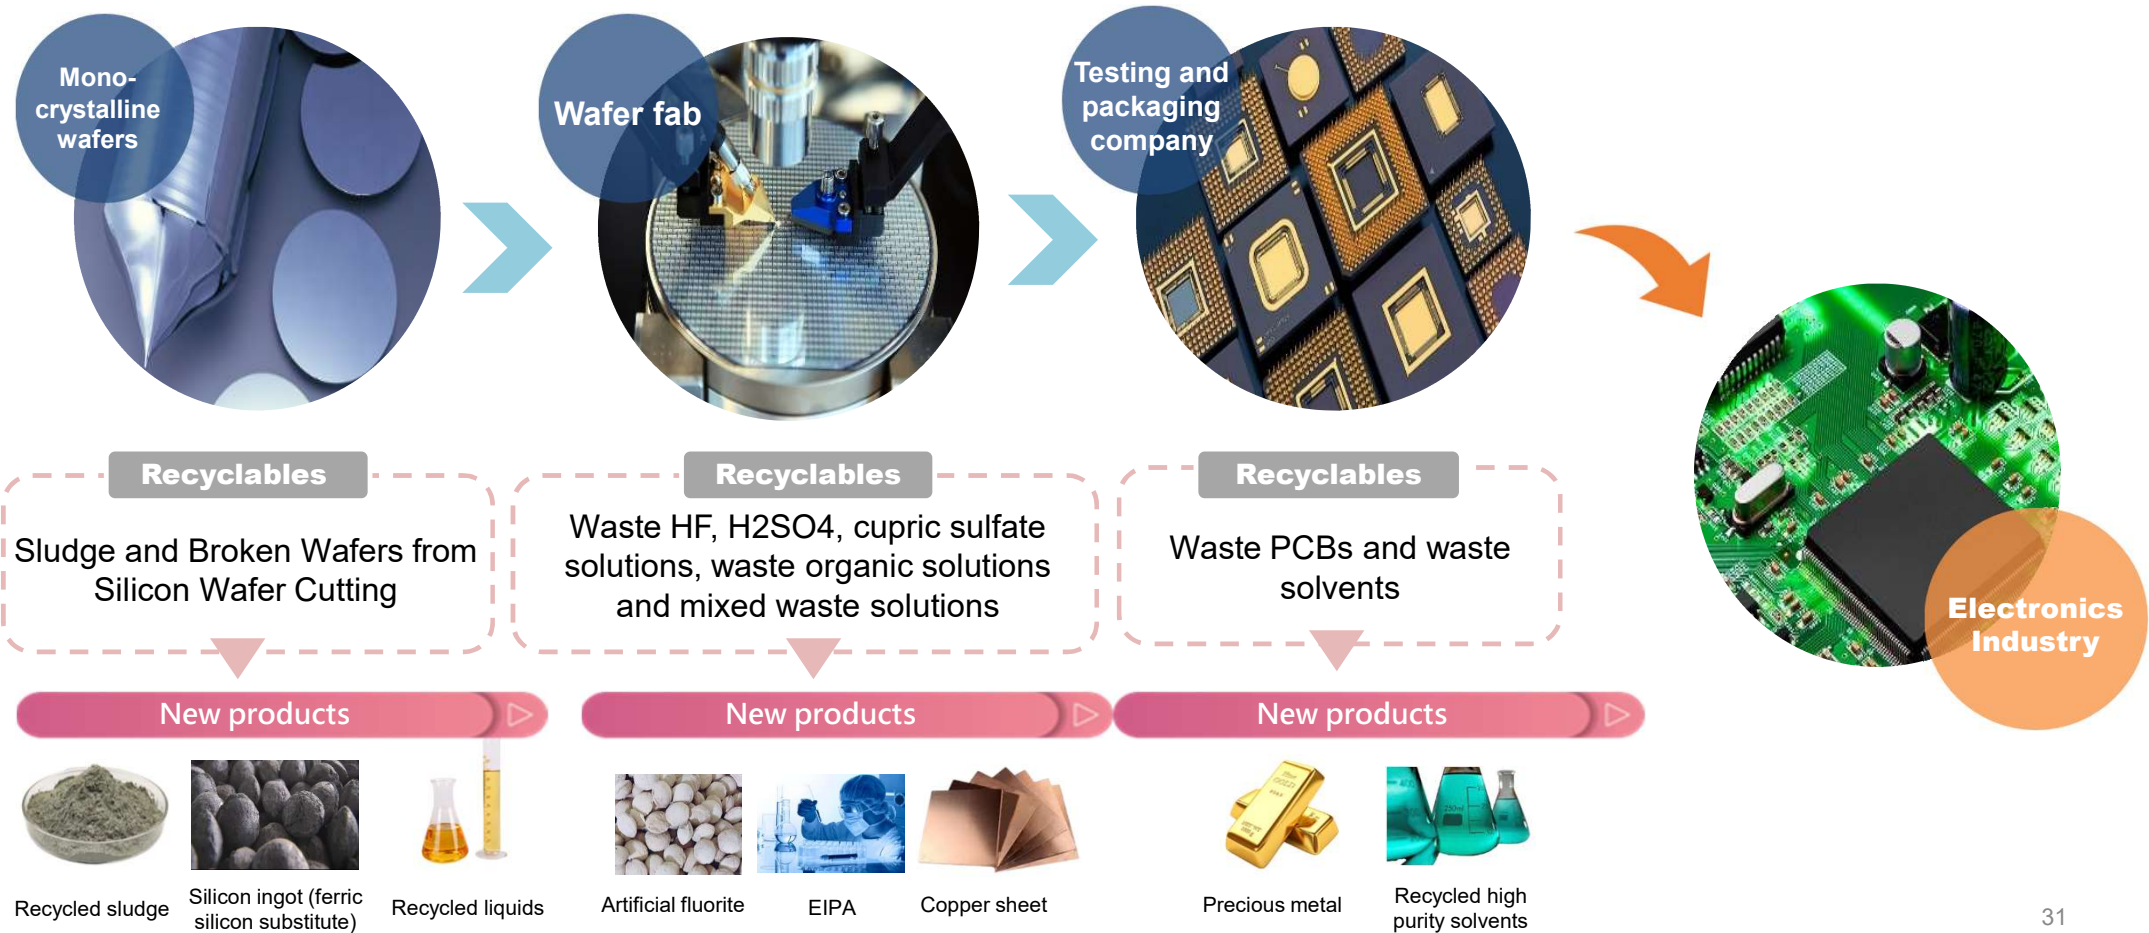 Mono-
crystalline
wafers
Wafer fab
Testing and
packaging
company
Electronics
Industry
Recyclables
Sludge and Broken Wafers from
Silicon Wafer Cutting
Recyclables
Waste HF, H2SO4, cupric sulfate
solutions, waste organic solutions
and mixed waste solutions
Recyclables
Waste PCBs and waste
solvents
New products
New products
New products
Recycled sludge
Silicon ingot (ferric
silicon substitute)
Recycled liquids
Artificial fluorite
EIPA
Copper sheet
Precious metal
Recycled high
purity solvents
31